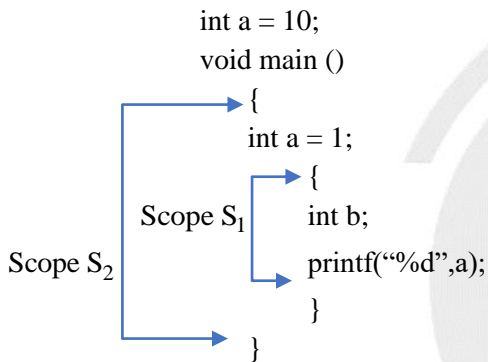 int a = 10;
void main ()
{
int a = 1;
{
Scope S₁ int b;
Scope S₂ printf(“%d”,a);
}
}